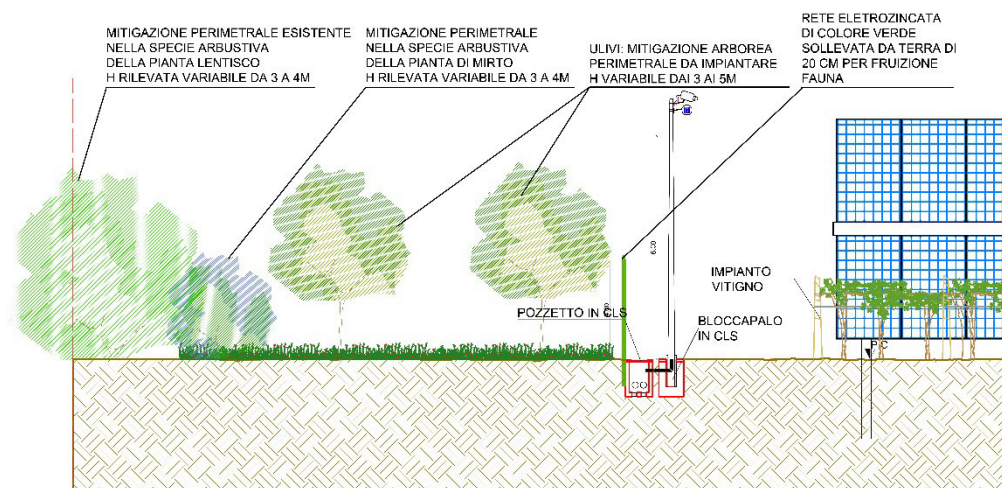 MITIGAZIONE PERIMETRALE ESISTENTE
NELLA SPECIE ARBUSTIVA
DELLA PIANTA LENTISCO
H RILEVATA VARIABILE DA 3 A 4M
MITIGAZIONE PERIMETRALE
NELLA SPECIE ARBUSTIVA
DELLA PIANTA DI MIRTO
H RILEVATA VARIABILE DA 3 A 4M
ULIVI: MITIGAZIONE ARBOREA
PERIMETRALE DA IMPIANTARE
H VARIABILE DAI 3 AI 5M
RETE ELETROZINCATA
DI COLORE VERDE
SOLLEVATA DA TERRA DI
20 CM PER FRUIZIONE
FAUNA
6.00
IMPIANTO
VITIGNO
POZZETTO IN CLS
BLOCCAPALO
IN CLS